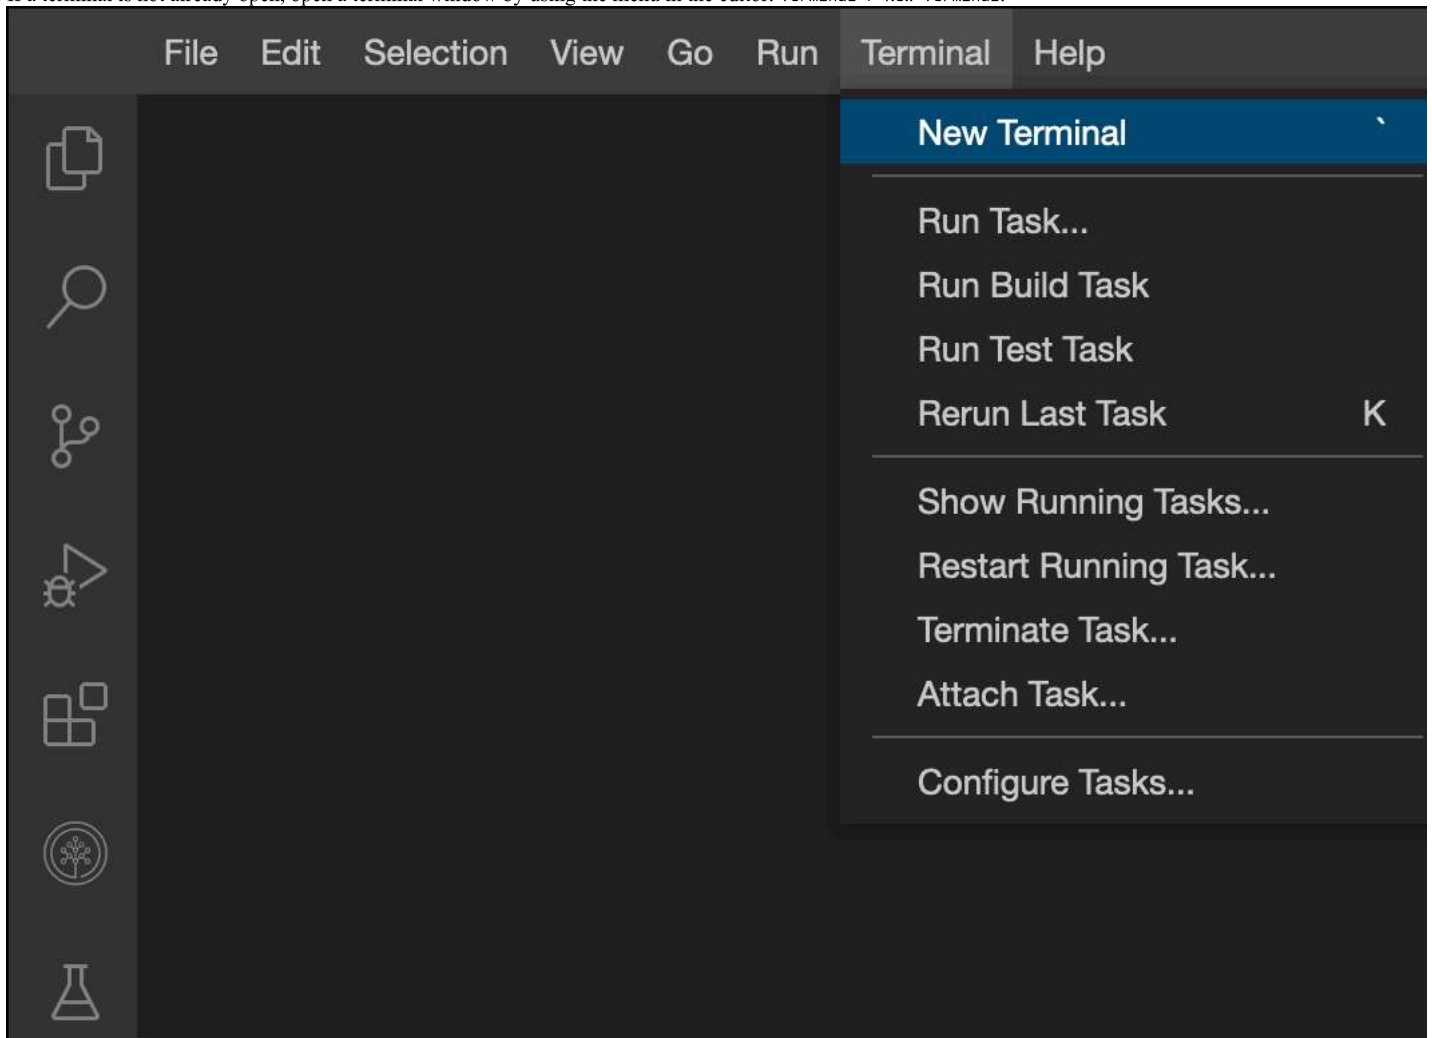 File Edit Selection View Go Run Terminal Help
New Terminal `
Run Task...
Run Build Task
Run Test Task
Rerun Last Task K
Show Running Tasks...
Restart Running Task...
Terminate Task...
Attach Task...
Configure Tasks...